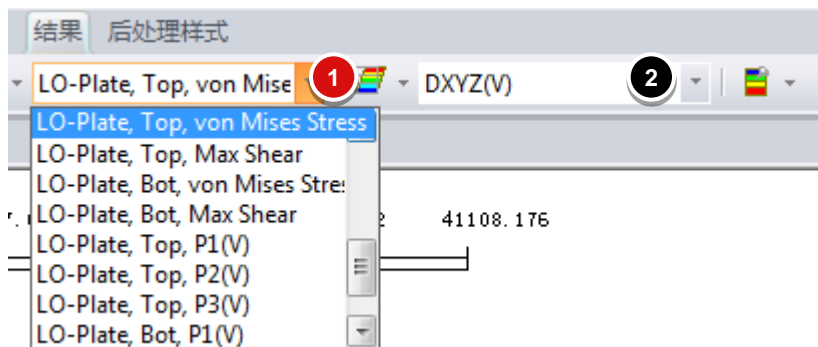 结果 后处理样式
LO-Plate, Top, von Mise 1 DXYZ(V) 2
LO-Plate, Top, von Mises Stress
LO-Plate, Top, Max Shear
LO-Plate, Bot, von Mises Stre
LO-Plate, Bot, Max Shear
41108.176
LO-Plate, Top, P1(V)
LO-Plate, Top, P2(V)
LO-Plate, Top, P3(V)
LO-Plate, Bot, P1(V)